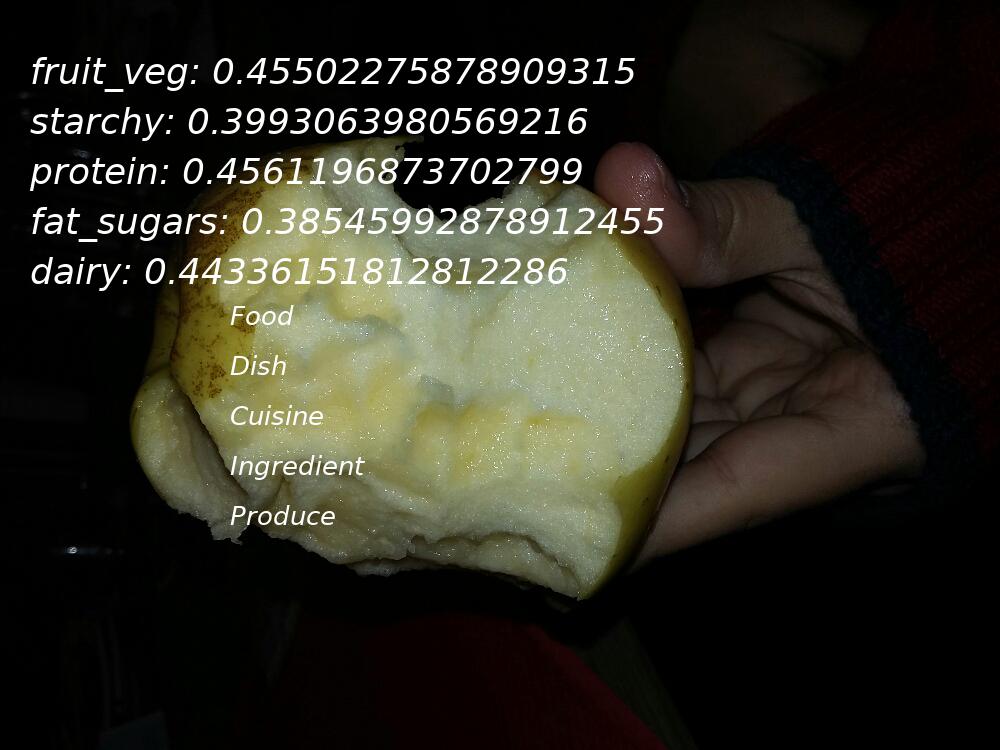 fruit_veg: 0.45502275878909315
starchy: 0.3993063980569216
protein: 0.4561196873702799
fat_sugars: 0.38545992878912455
dairy: 0.44336151812812286
Food
Dish
Cuisine
Ingredient
Produce